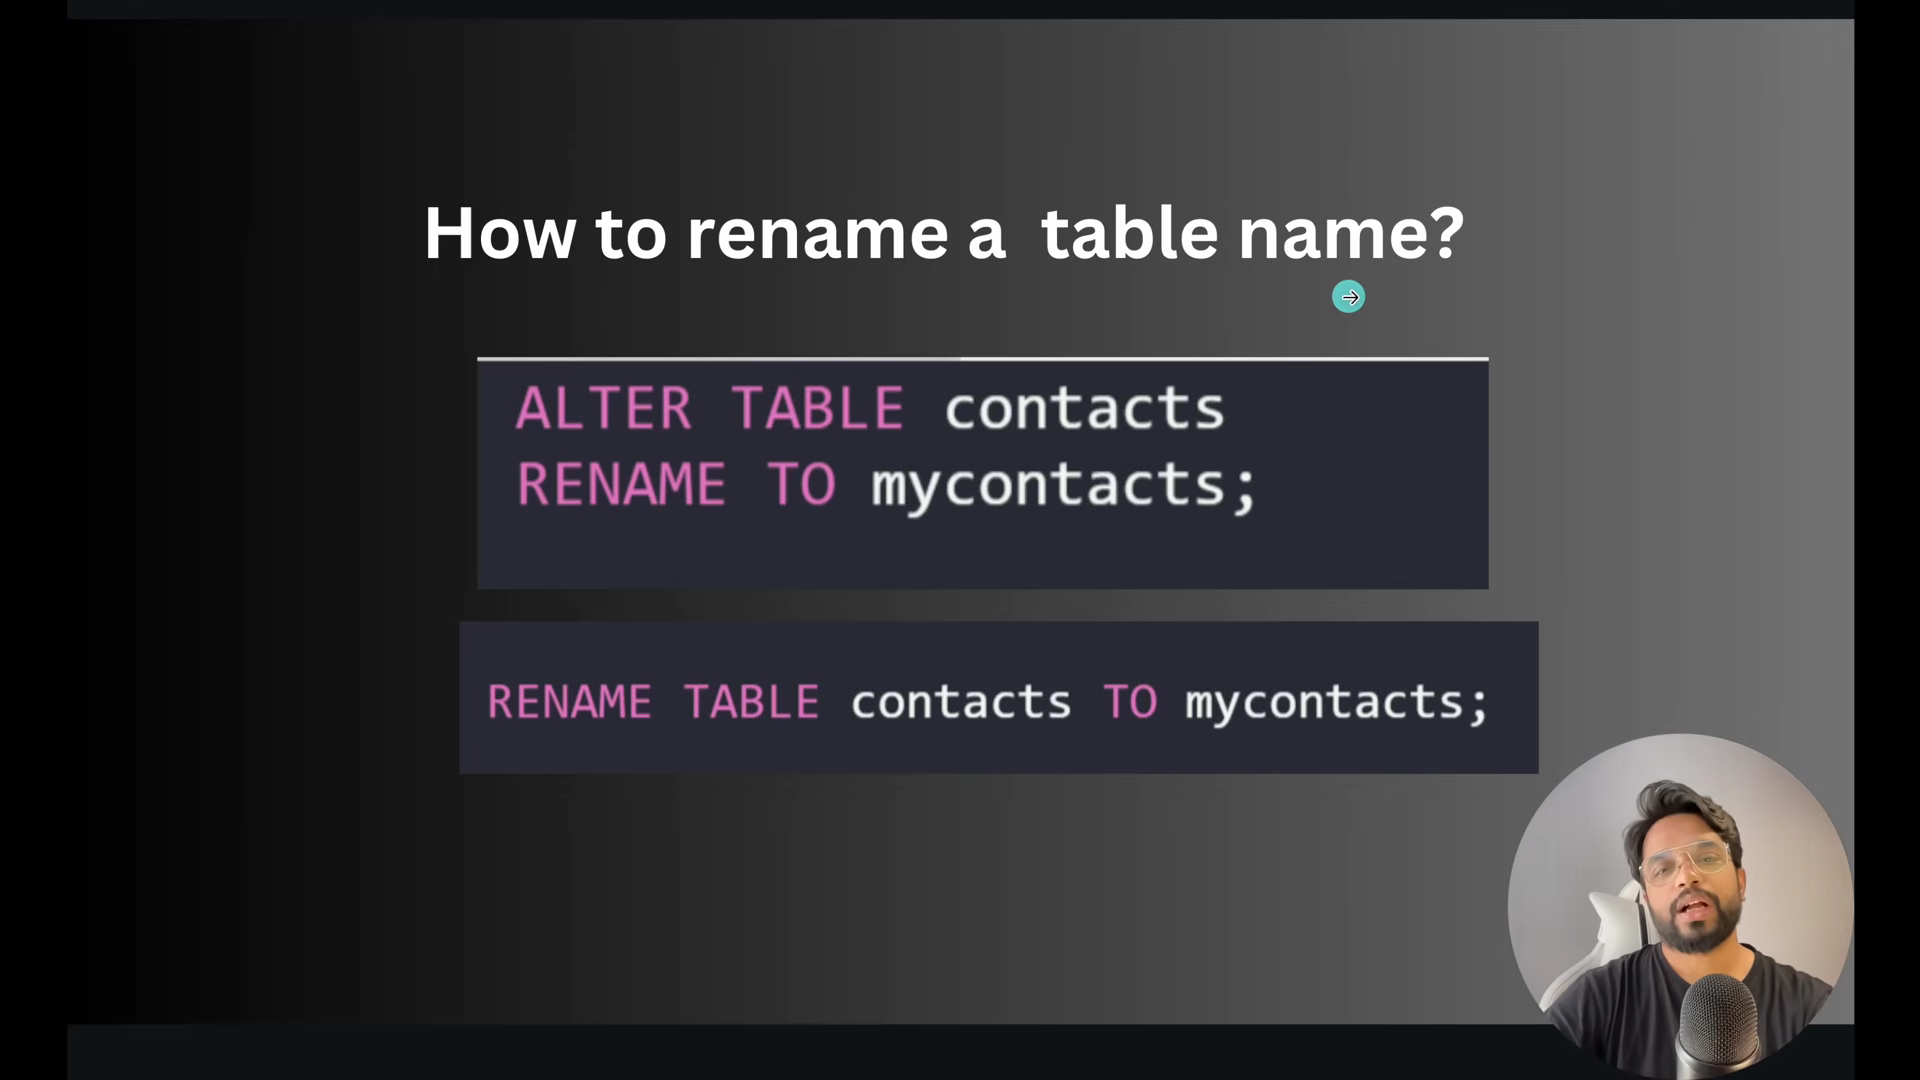 How to rename a table name?
ALTER TABLE contacts
RENAME TO mycontacts;
RENAME TABLE contacts TO mycontacts;